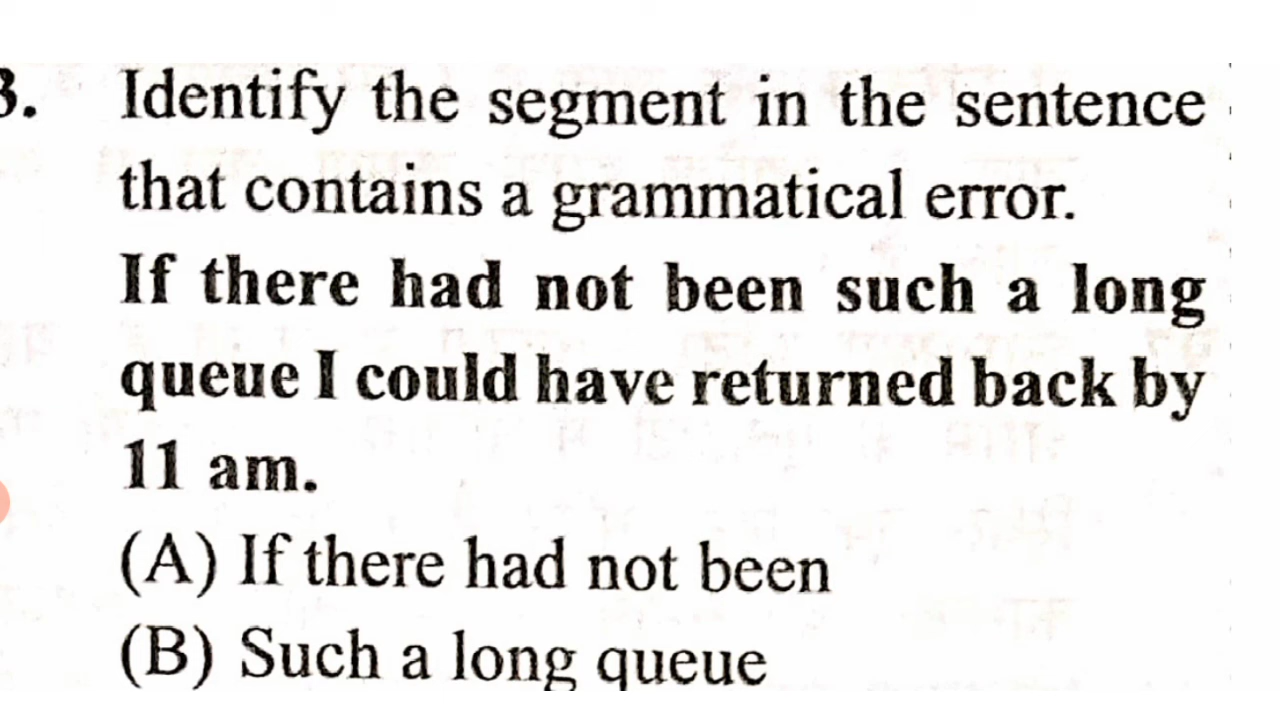 3. Identify the segment in the sentence
that contains a grammatical error.
If there had not been such a long
queue I could have returned back by
11 am.
(A) If there had not been
(B) Such a long queue